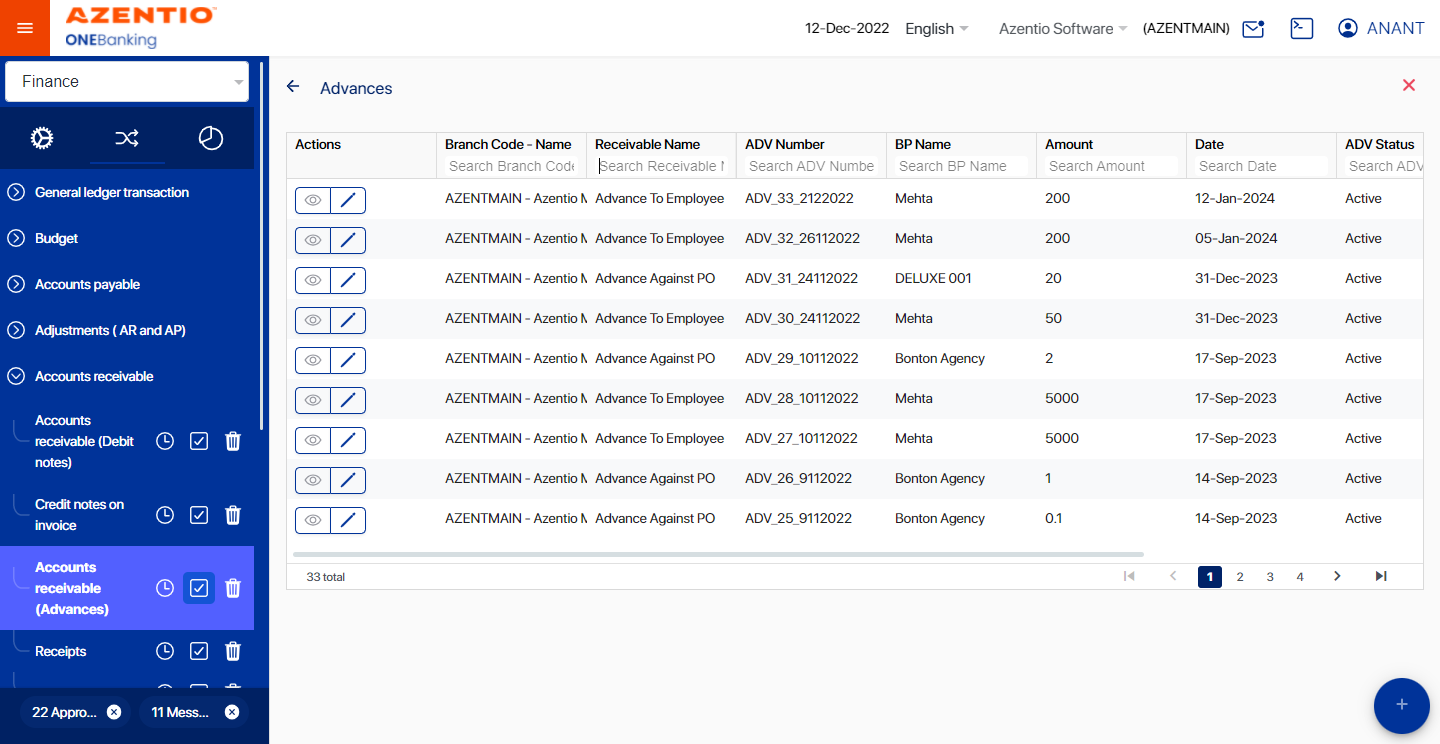 AZENTIO™
ONEBanking
12-Dec-2022 English Azentio Software (AZENTMAIN) ANANT
Finance
General ledger transaction
Budget
Accounts payable
Adjustments ( AR and AP)
Accounts receivable
Accounts
receivable (Debit
notes)
Credit notes on
invoice
Accounts
receivable
(Advances)
Receipts
22 Appro... 11 Mess...
Advances
Actions Branch Code - Name Receivable Name ADV Number BP Name Amount Date ADV Status
Search Branch Code Search Receivable N Search ADV Numbe Search BP Name Search Amount Search Date Search ADV
AZENTMAIN - Azentio M Advance To Employee ADV_33_2122022 Mehta 200 12-Jan-2024 Active
AZENTMAIN - Azentio M Advance To Employee ADV_32_26112022 Mehta 200 05-Jan-2024 Active
AZENTMAIN - Azentio M Advance Against PO ADV_31_24112022 DELUXE 001 20 31-Dec-2023 Active
AZENTMAIN - Azentio M Advance To Employee ADV_30_24112022 Mehta 50 31-Dec-2023 Active
AZENTMAIN - Azentio M Advance Against PO ADV_29_10112022 Bonton Agency 2 17-Sep-2023 Active
AZENTMAIN - Azentio M Advance To Employee ADV_28_10112022 Mehta 5000 17-Sep-2023 Active
AZENTMAIN - Azentio M Advance To Employee ADV_27_10112022 Mehta 5000 17-Sep-2023 Active
AZENTMAIN - Azentio M Advance Against PO ADV_26_9112022 Bonton Agency 1 14-Sep-2023 Active
AZENTMAIN - Azentio M Advance Against PO ADV_25_9112022 Bonton Agency 0.1 14-Sep-2023 Active
33 total 1 2 3 4